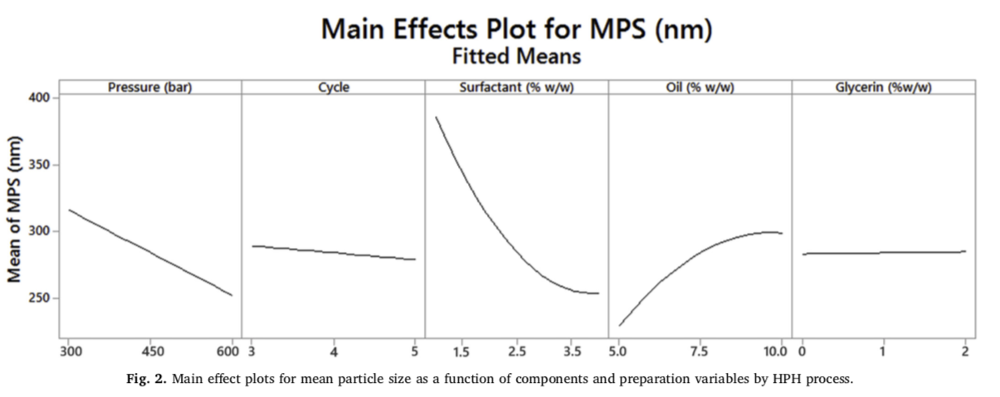 Main Effects Plot for MPS (nm)
Fitted Means
Pressure (bar) Cycle Surfactant (% w/w) Oil (% w/w) Glycerin (%w/w)
Mean of MPS (nm)
400
350
300
250
300 450 600 3 4 5 1.5 2.5 3.5 5.0 7.5 10.0 0 1 2
Fig. 2. Main effect plots for mean particle size as a function of components and preparation variables by HPH process.